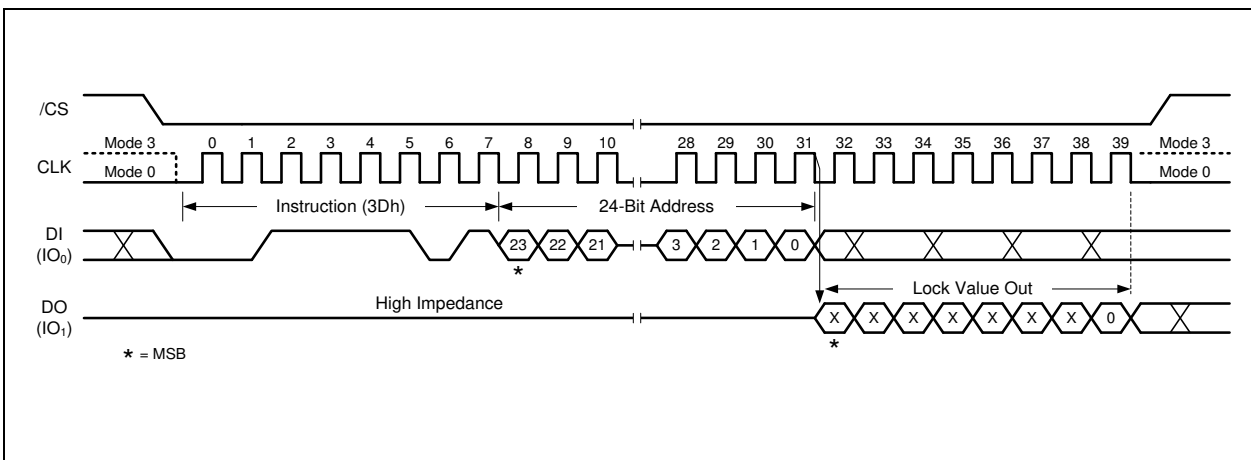 /CS
Mode 3 0 1 2 3 4 5 6 7 8 9 10 28 29 30 31 32 33 34 35 36 37 38 39 Mode 3
CLK Mode 0 Mode 0
Instruction (3Dh) 24-Bit Address
DI
(IO₀)
23 22 21 3 2 1 0
*
Lock Value Out
High Impedance
DO
(IO₁)
X X X X X X X 0
*
* = MSB